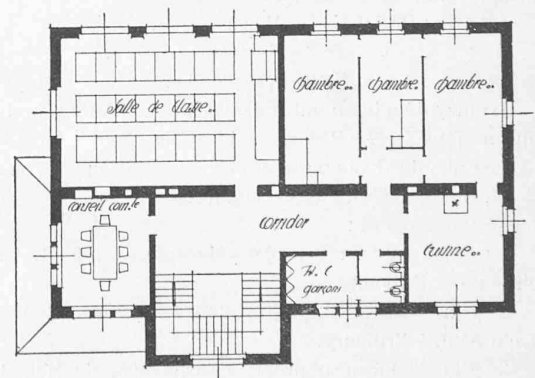 Salle de Classe
chambre
chambre
chambre
conseil com.le
corridor
Cuisine
W. C
garçons